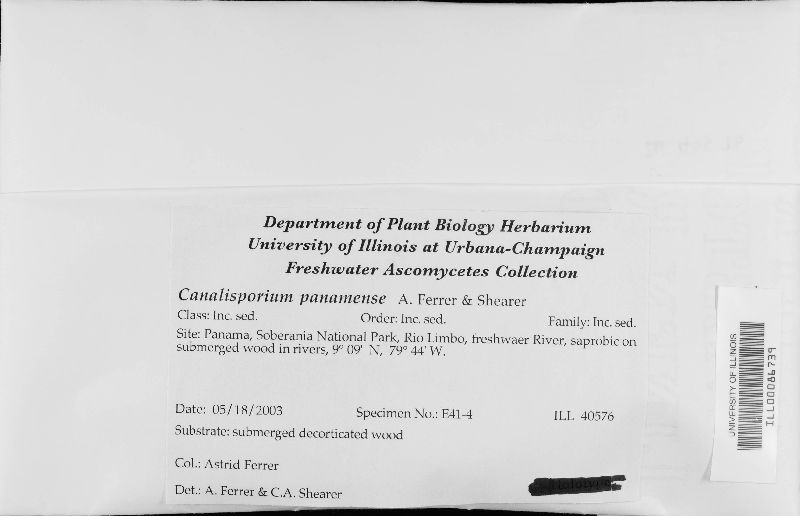 Department of Plant Biology Herbarium
University of Illinois at Urbana-Champaign
Freshwater Ascomycetes Collection
Canalisporium panamense A. Ferrer & Shearer
Class: Inc. sed. Order: Inc. sed. Family: Inc. sed.
Site: Panama, Soberania National Park, Rio Limbo, freshwaer River, saprobic on
submerged wood in rivers, 9° 09' N, 79° 44' W.
Date: 05/18/2003 Specimen No.: E41-4 ILL 40576
Substrate: submerged decorticated wood
Col.: Astrid Ferrer
Det.: A. Ferrer & C.A. Shearer
UNIVERSITY OF ILLINOIS
ILL00086739